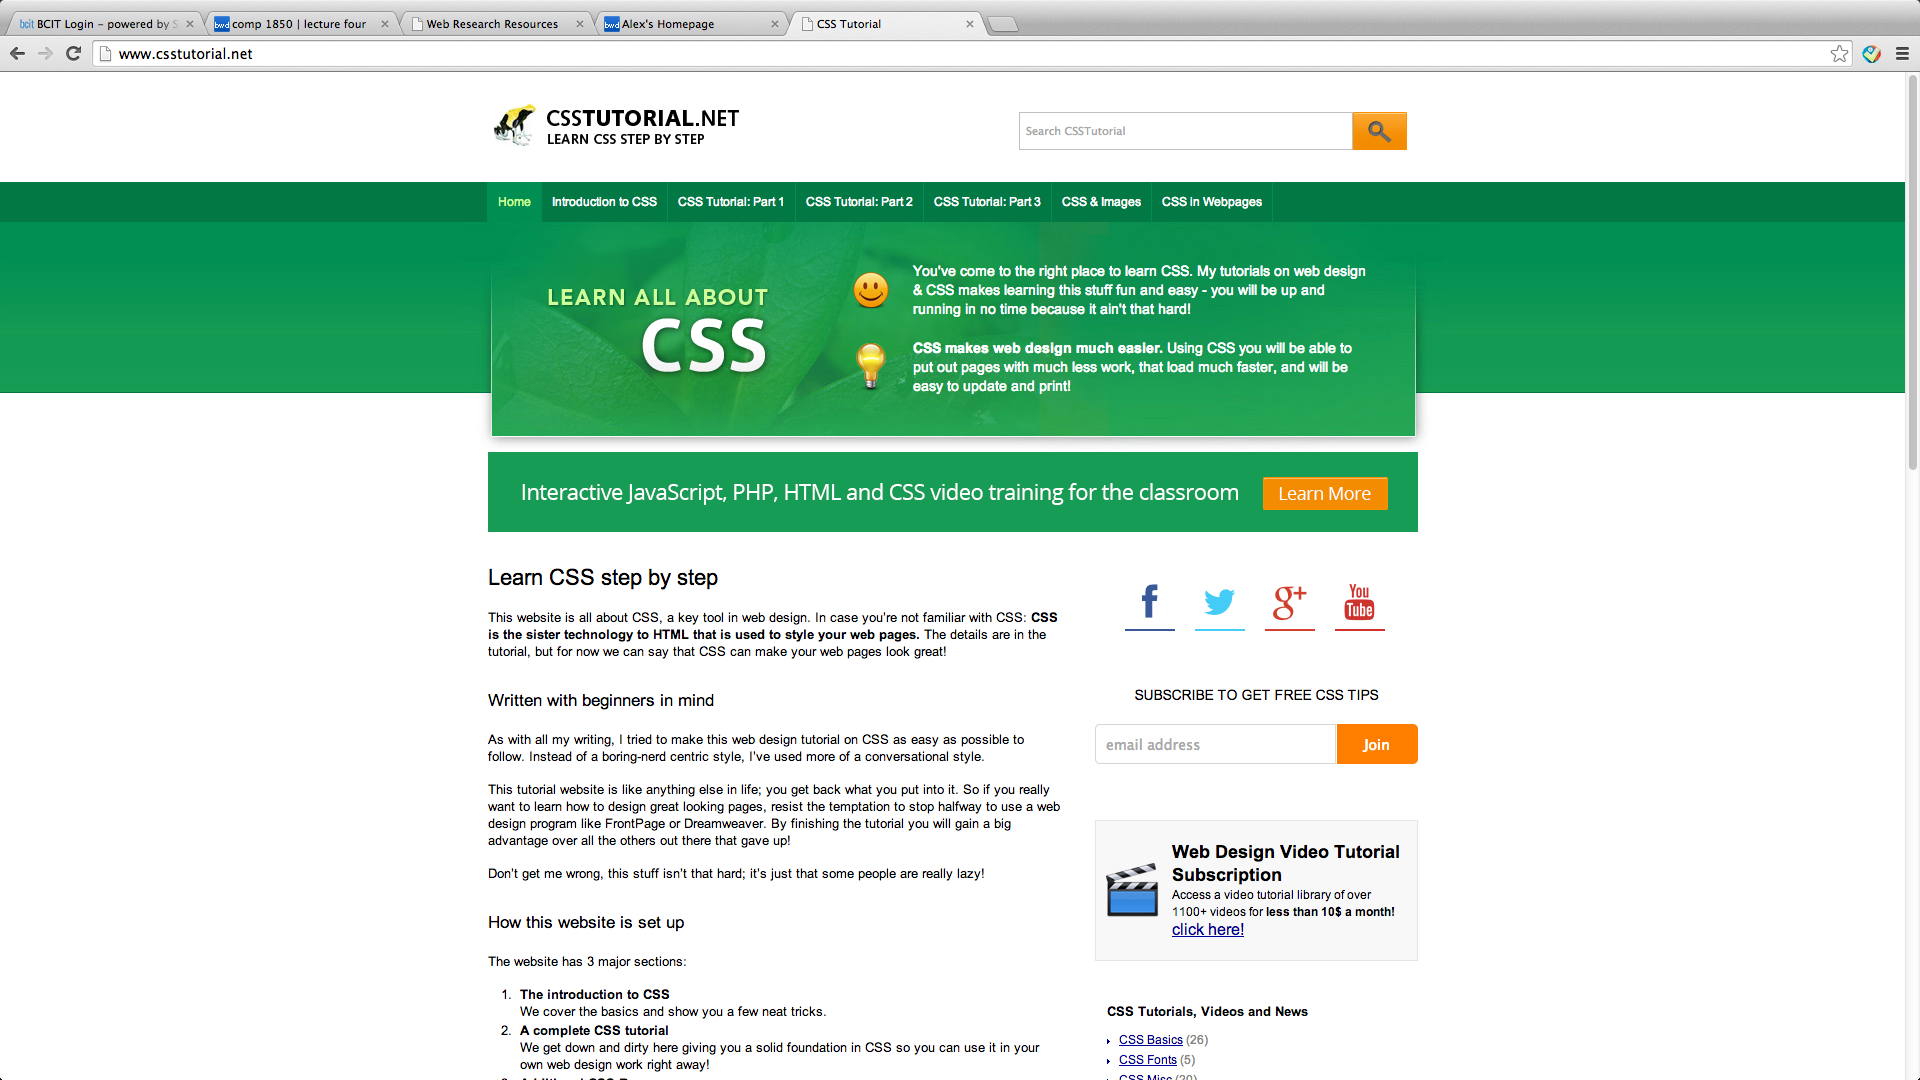 bcit BCIT Login – powered by S
bwd comp 1850 | lecture four
Web Research Resources
bwd Alex's Homepage
CSS Tutorial
www.csstutorial.net
CSSTUTORIAL.NET
LEARN CSS STEP BY STEP
Search CSSTutorial
Home
Introduction to CSS
CSS Tutorial: Part 1
CSS Tutorial: Part 2
CSS Tutorial: Part 3
CSS & Images
CSS in Webpages
LEARN ALL ABOUT
CSS
You've come to the right place to learn CSS. My tutorials on web design
& CSS makes learning this stuff fun and easy - you will be up and
running in no time because it ain't that hard!
CSS makes web design much easier. Using CSS you will be able to
put out pages with much less work, that load much faster, and will be
easy to update and print!
Interactive JavaScript, PHP, HTML and CSS video training for the classroom
Learn More
Learn CSS step by step
This website is all about CSS, a key tool in web design. In case you're not familiar with CSS: CSS
is the sister technology to HTML that is used to style your web pages. The details are in the
tutorial, but for now we can say that CSS can make your web pages look great!
Written with beginners in mind
As with all my writing, I tried to make this web design tutorial on CSS as easy as possible to
follow. Instead of a boring-nerd centric style, I've used more of a conversational style.
This tutorial website is like anything else in life; you get back what you put into it. So if you really
want to learn how to design great looking pages, resist the temptation to stop halfway to use a web
design program like FrontPage or Dreamweaver. By finishing the tutorial you will gain a big
advantage over all the others out there that gave up!
Don't get me wrong, this stuff isn't that hard; it's just that some people are really lazy!
How this website is set up
The website has 3 major sections:
1. The introduction to CSS
We cover the basics and show you a few neat tricks.
2. A complete CSS tutorial
We get down and dirty here giving you a solid foundation in CSS so you can use it in your
own web design work right away!
f
g+
You
Tube
SUBSCRIBE TO GET FREE CSS TIPS
email address
Join
Web Design Video Tutorial
Subscription
Access a video tutorial library of over
1100+ videos for less than 10$ a month!
click here!
CSS Tutorials, Videos and News
CSS Basics (26)
CSS Fonts (5)
CSS Misc (20)